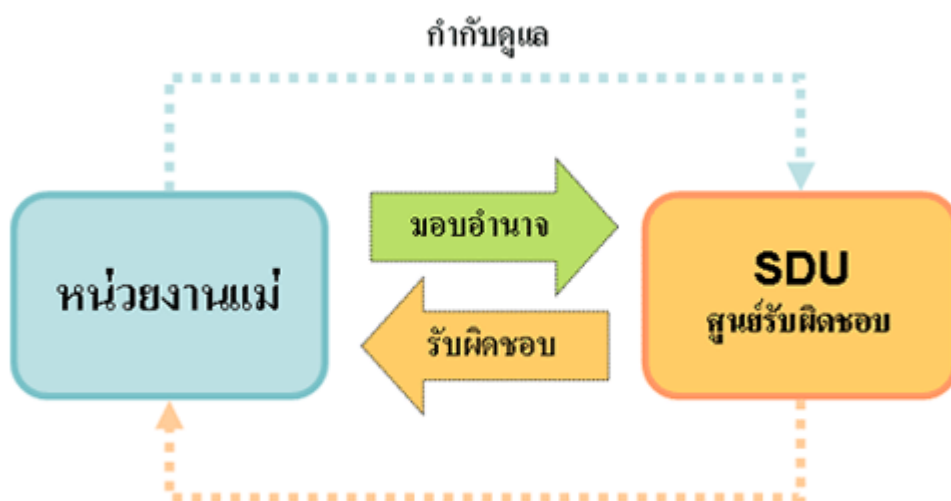 กำกับดูแล
มอบอำนาจ
หน่วยงานแม่
SDU
ศูนย์รับผิดชอบ
รับผิดชอบ